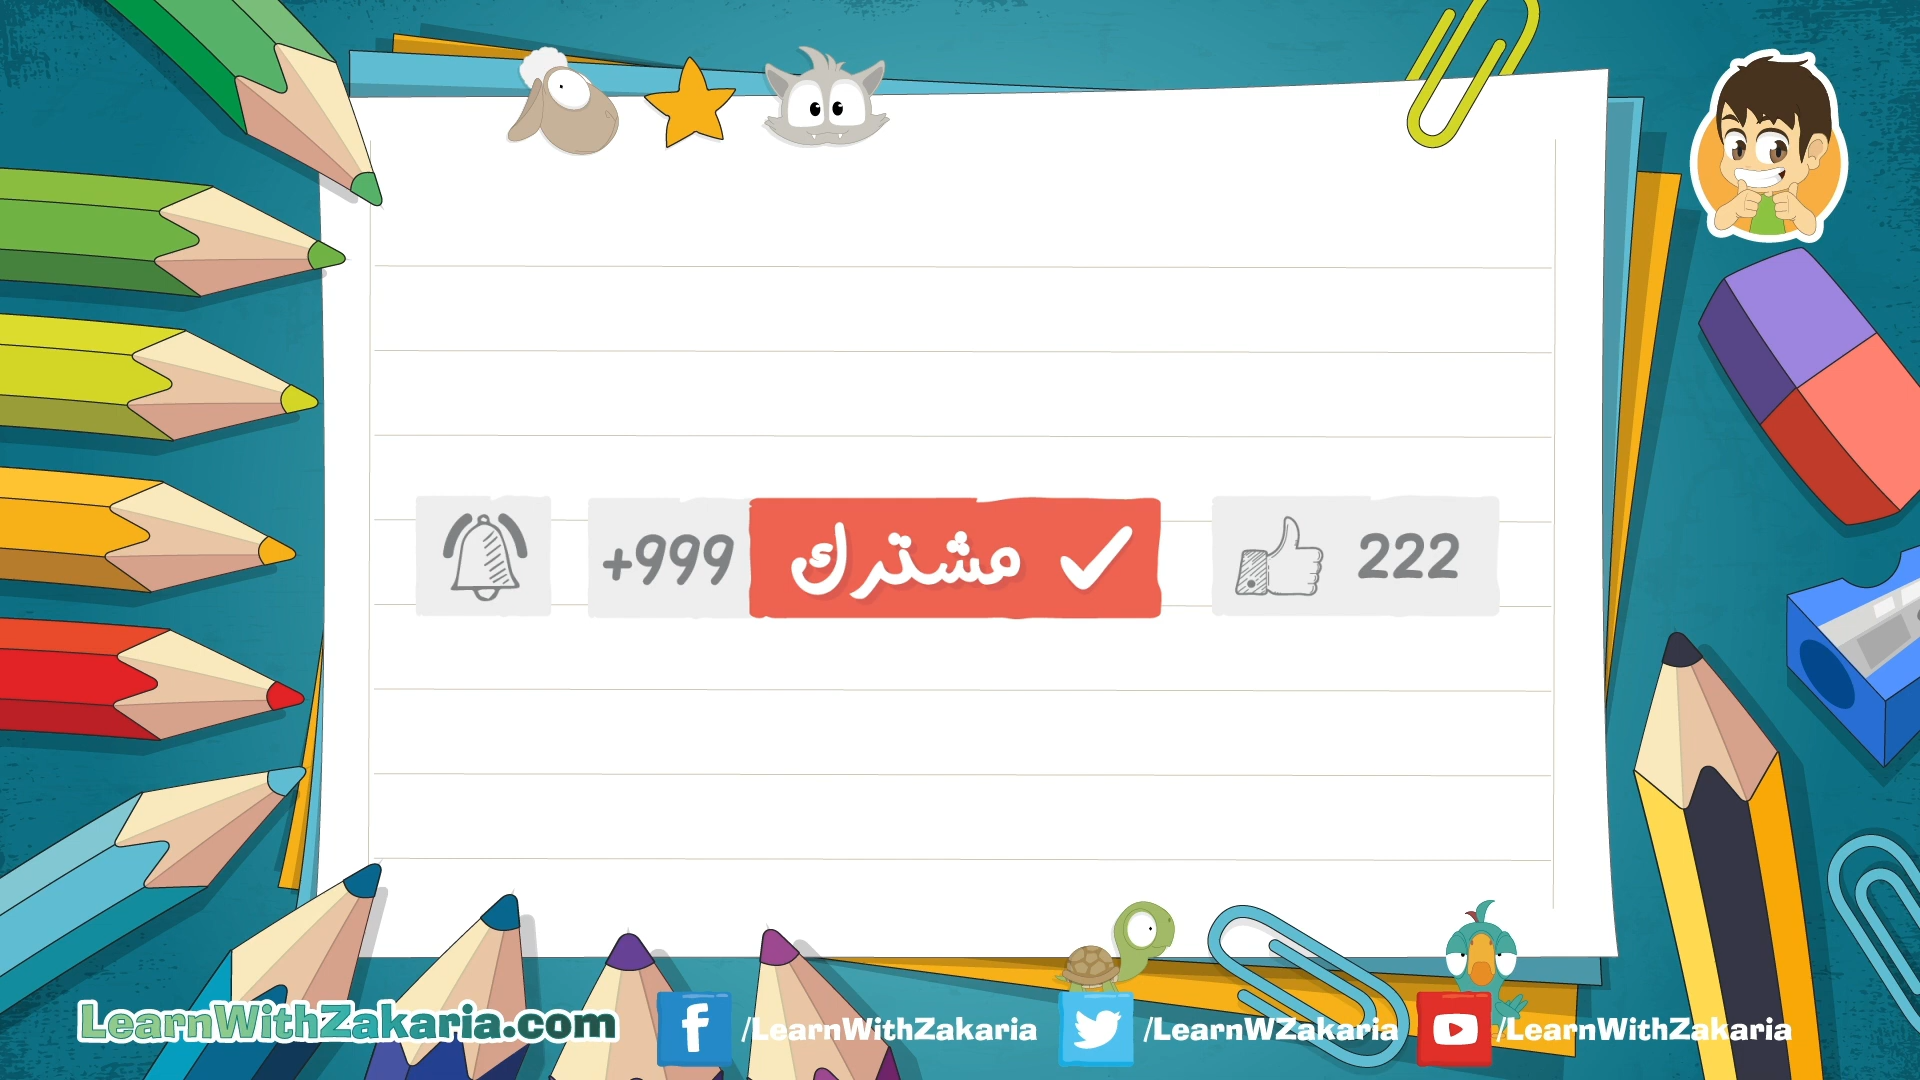 +999
مشترك
222
LearnWithZakaria.com
/LearnWithZakaria
/LearnWZakaria
/LearnWithZakaria